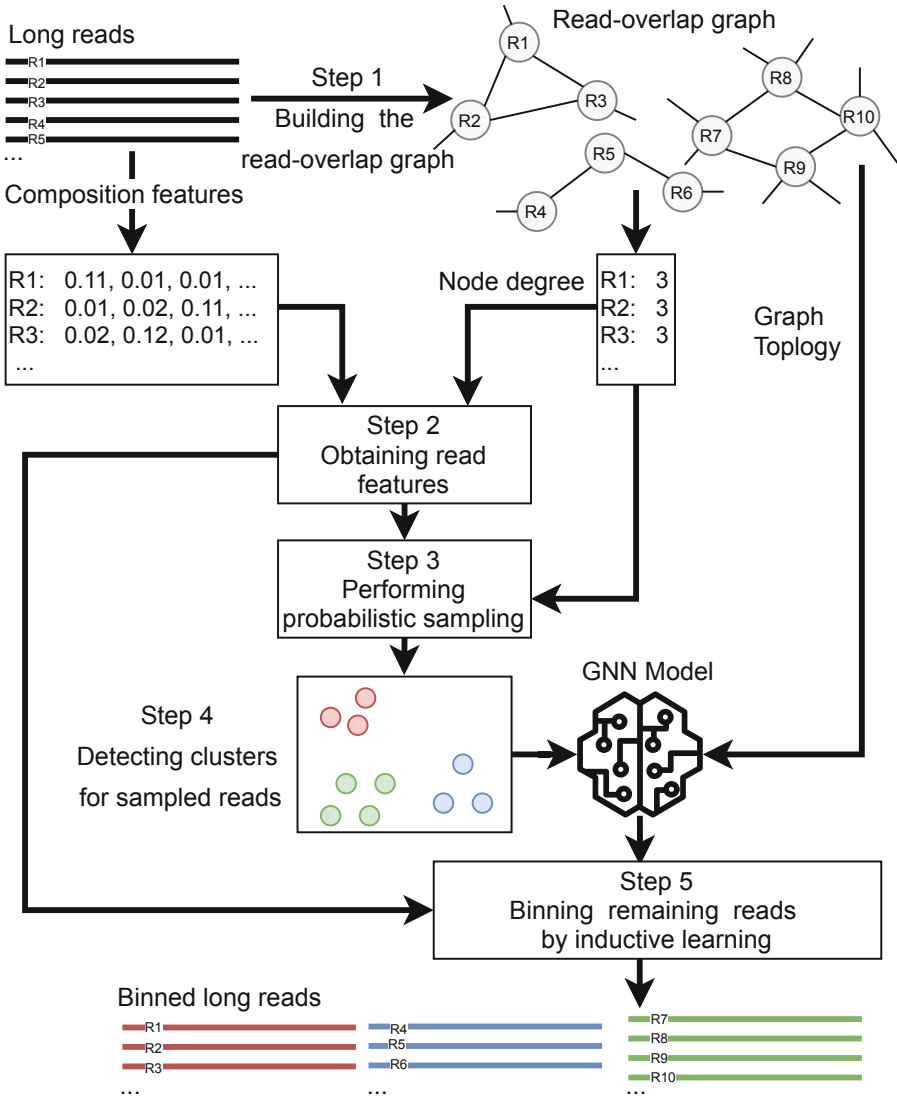 Long reads
R1
R2
R3
R4
R5
...
Step 1
Building the
read-overlap graph
Read-overlap graph
R1
R2
R3
R4
R5
R6
R7
R8
R9
R10
Composition features
R1: 0.11, 0.01, 0.01, ...
R2: 0.01, 0.02, 0.11, ...
R3: 0.02, 0.12, 0.01, ...
...
Node degree
R1: 3
R2: 3
R3: 3
...
Graph
Toplogy
Step 2
Obtaining read
features
Step 3
Performing
probabilistic sampling
Step 4
Detecting clusters
for sampled reads
GNN Model
Step 5
Binning remaining reads
by inductive learning
Binned long reads
R1
R2
R3
...
R4
R5
R6
...
R7
R8
R9
R10
...